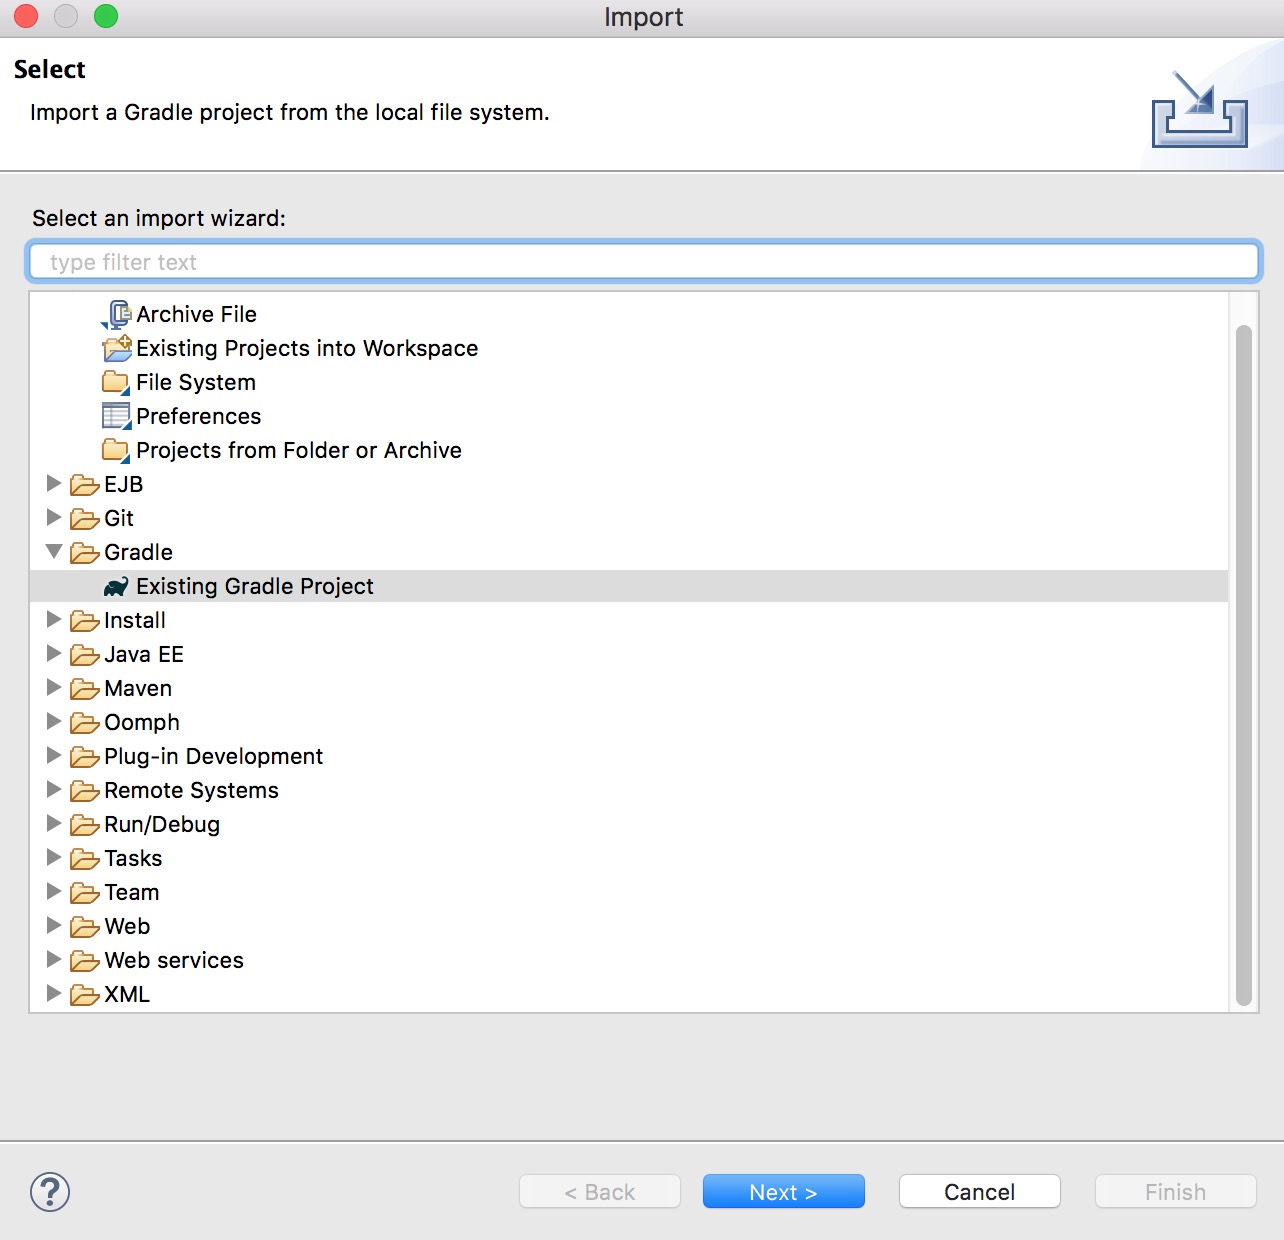 Import
Select
Import a Gradle project from the local file system.
Select an import wizard:
type filter text
Archive File
Existing Projects into Workspace
File System
Preferences
Projects from Folder or Archive
EJB
Git
Gradle
Existing Gradle Project
Install
Java EE
Maven
Oomph
Plug-in Development
Remote Systems
Run/Debug
Tasks
Team
Web
Web services
XML
? < Back Next > Cancel Finish